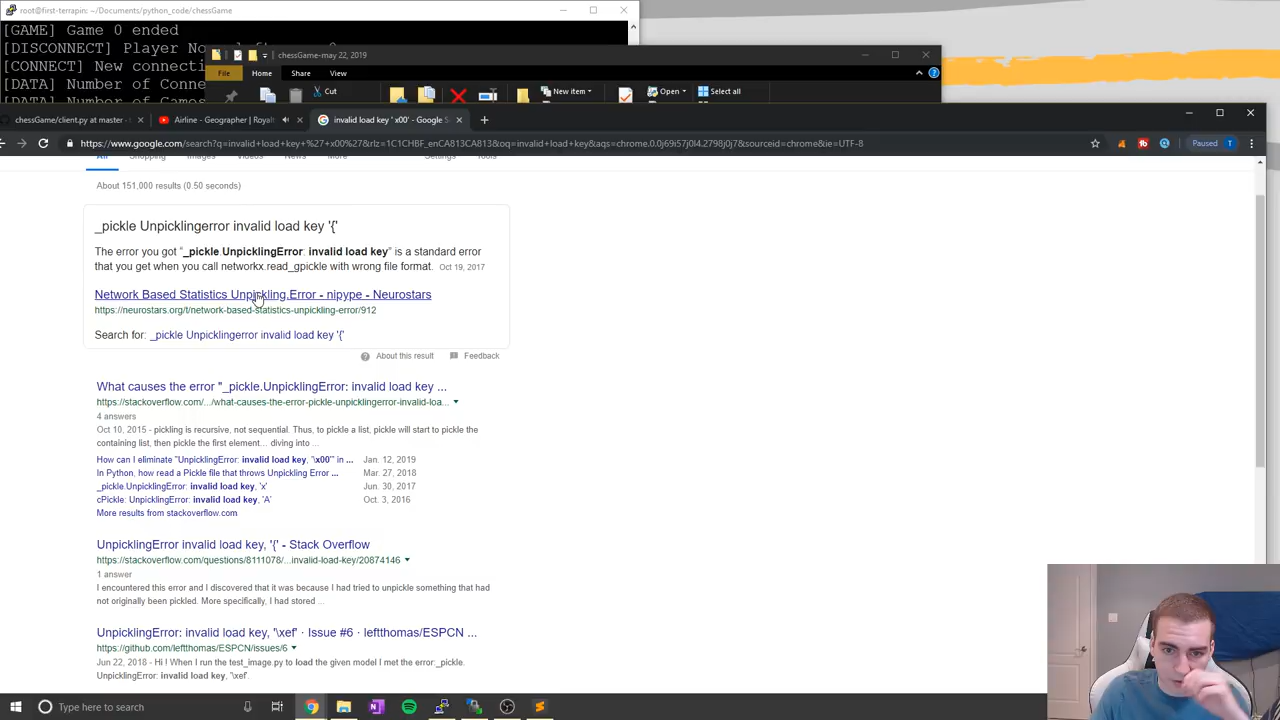 root@first-terrapin: ~/Documents/python_code/chessGame
[GAME] Game 0 ended
[DISCONNECT] Player No
[CONNECT] New connecti
[DATA] Number of Conne
[DATA] Number of Games
chessGame-may 22, 2019
File Home Share View
Cut New item Open Select all
chessGame/client.py at master · Airline - Geographer | Royalt invalid load key ' x00' - Google S
https://www.google.com/search?q=invalid+load+key+%27+x00%27&rlz=1C1CHBF_enCA813CA813&oq=invalid+load+key&aqs=chrome.0.0j69i57j0l4.2798j0j7&sourceid=chrome&ie=UTF-8
Paused T
All Shopping Images Videos News More Settings Tools
About 151,000 results (0.50 seconds)
_pickle Unpicklingerror invalid load key '{'
The error you got "_pickle.UnpicklingError: invalid load key" is a standard error
that you get when you call networkx.read_gpickle with wrong file format. Oct 19, 2017
Network Based Statistics Unpickling.Error - nipype - Neurostars
https://neurostars.org/t/network-based-statistics-unpickling-error/912
Search for: _pickle Unpicklingerror invalid load key '{'
About this result Feedback
What causes the error "_pickle.UnpicklingError: invalid load key ...
https://stackoverflow.com/.../what-causes-the-error-pickle-unpicklingerror-invalid-loa...
4 answers
Oct 10, 2015 - pickling is recursive, not sequential. Thus, to pickle a list, pickle will start to pickle the
containing list, then pickle the first element... diving into ...
How can I eliminate "UnpicklingError: invalid load key, '\x00'" in ... Jan. 12, 2019
In Python, how read a Pickle file that throws Unpickling Error ... Mar. 27, 2018
_pickle.UnpicklingError: invalid load key, 'x' Jun. 30, 2017
cPickle: UnpicklingError: invalid load key, 'A' Oct. 3, 2016
More results from stackoverflow.com
UnpicklingError invalid load key, '{' - Stack Overflow
https://stackoverflow.com/questions/8111078/...invalid-load-key/20874146
1 answer
I encountered this error and I discovered that it was because I had tried to unpickle something that had
not originally been pickled. More specifically, I had stored ...
UnpicklingError: invalid load key, '\xef' · Issue #6 · leftthomas/ESPCN ...
https://github.com/leftthomas/ESPCN/issues/6
Jun 22, 2018 - Hi ! When I run the test_image.py to load the given model I met the error:_pickle.
UnpicklingError: invalid load key, '\xef'.
Type here to search